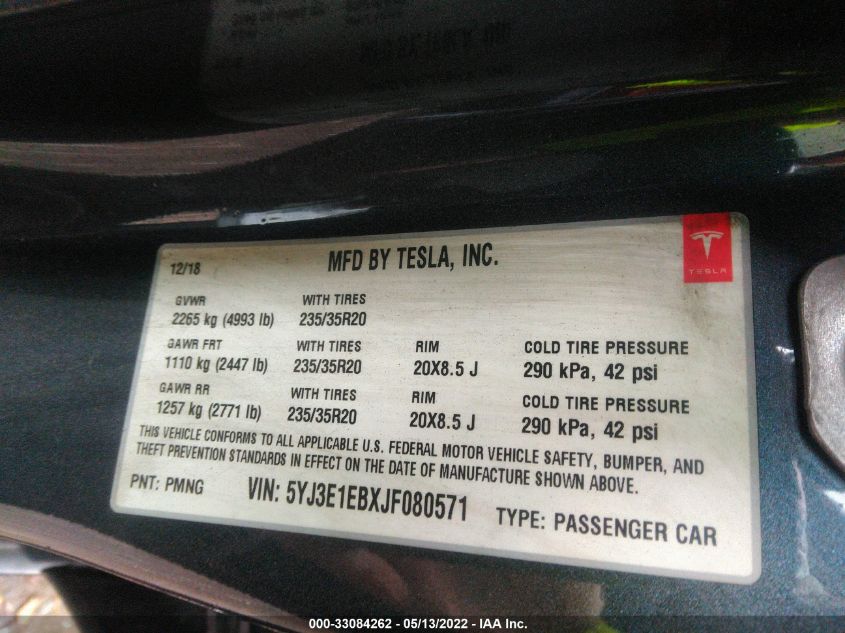 12/18
MFD BY TESLA, INC.
TESLA
GVWR WITH TIRES
2265 kg (4993 lb) 235/35R20
GAWR FRT WITH TIRES RIM COLD TIRE PRESSURE
1110 kg (2447 lb) 235/35R20 20X8.5 J 290 kPa, 42 psi
GAWR RR WITH TIRES RIM COLD TIRE PRESSURE
1257 kg (2771 lb) 235/35R20 20X8.5 J 290 kPa, 42 psi
THIS VEHICLE CONFORMS TO ALL APPLICABLE U.S. FEDERAL MOTOR VEHICLE SAFETY, BUMPER, AND
THEFT PREVENTION STANDARDS IN EFFECT ON THE DATE OF MANUFACTURE SHOWN ABOVE.
PNT: PMNG VIN: 5YJ3E1EBXJF080571 TYPE: PASSENGER CAR
000-33084262 - 05/13/2022 - IAA Inc.